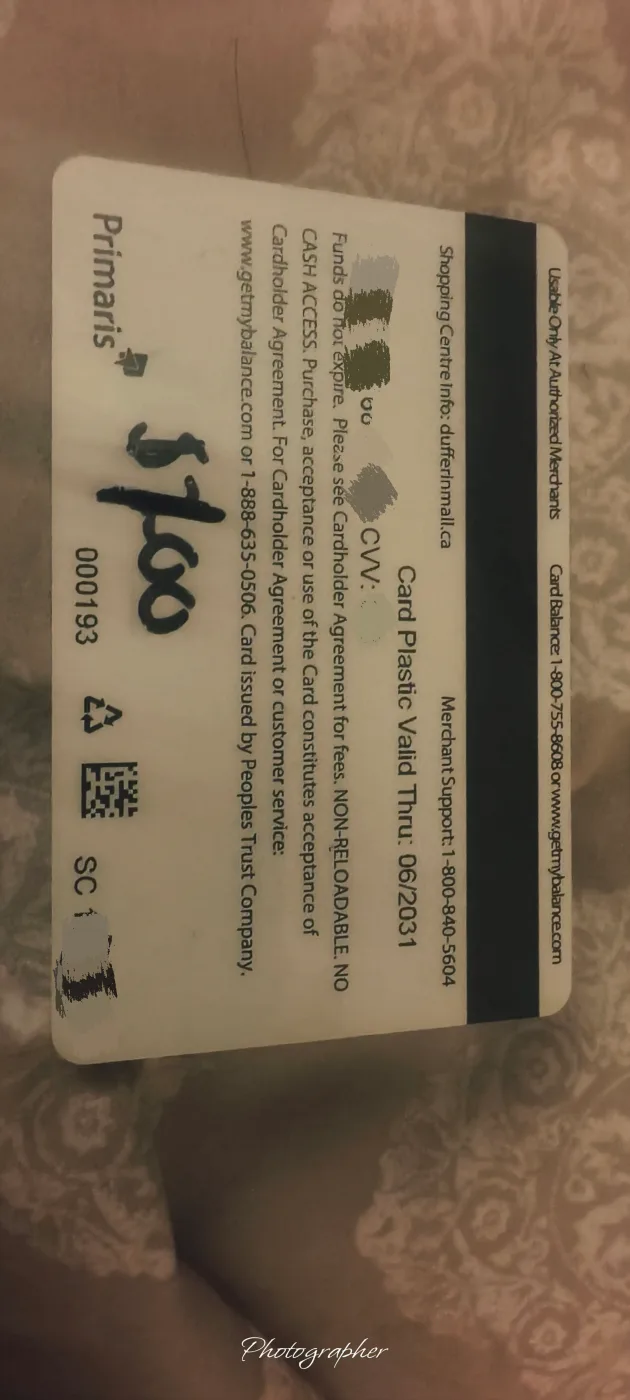 Usable Only At Authorized Merchants Card Balance: 1-800-755-8608 or www.getmybalance.com
Shopping Centre Info: dufferinmall.ca Merchant Support: 1-800-840-5604
Card Plastic Valid Thru: 06/2031
CVV:
Funds do not expire. Please see Cardholder Agreement for fees. NON-RELOADABLE. NO
CASH ACCESS. Purchase, acceptance or use of the Card constitutes acceptance of
Cardholder Agreement. For Cardholder Agreement or customer service:
www.getmybalance.com or 1-888-635-0506. Card issued by Peoples Trust Company.
$100
Primaris 000193 SC
Photographer